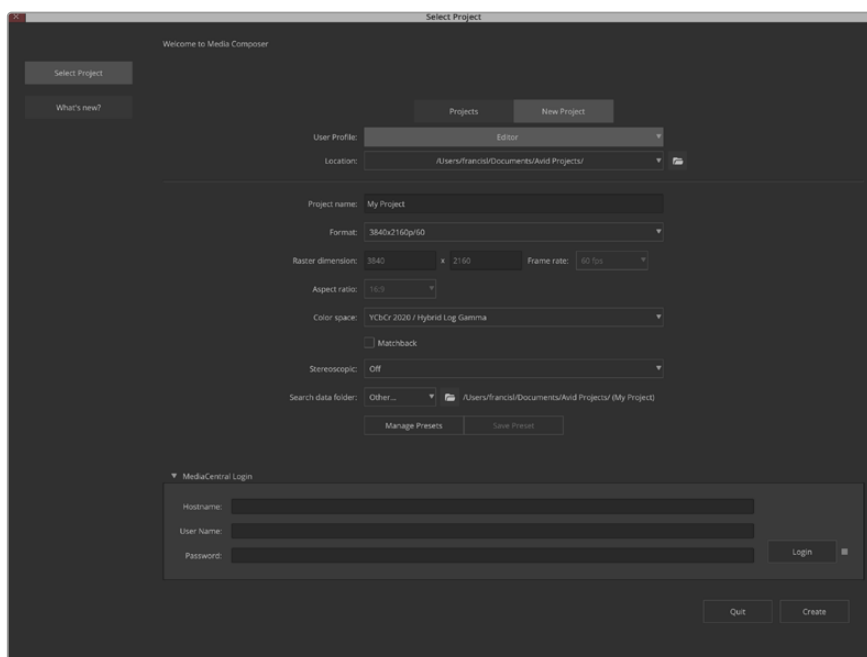 Select Project
Welcome to Media Composer
Select Project
What's new?
Projects New Project
User Profile: Editor
Location: /Users/francisl/Documents/Avid Projects/
Project name: My Project
Format: 3840x2160p/60
Raster dimension: 3840 x 2160 Frame rate: 60 fps
Aspect ratio: 16:9
Color space: YCbCr 2020 / Hybrid Log Gamma
Matchback
Stereoscopic: Off
Search data folder: Other... /Users/francisl/Documents/Avid Projects/ (My Project)
Manage Presets Save Preset
MediaCentral Login
Hostname:
User Name:
Password:
Login
Quit Create